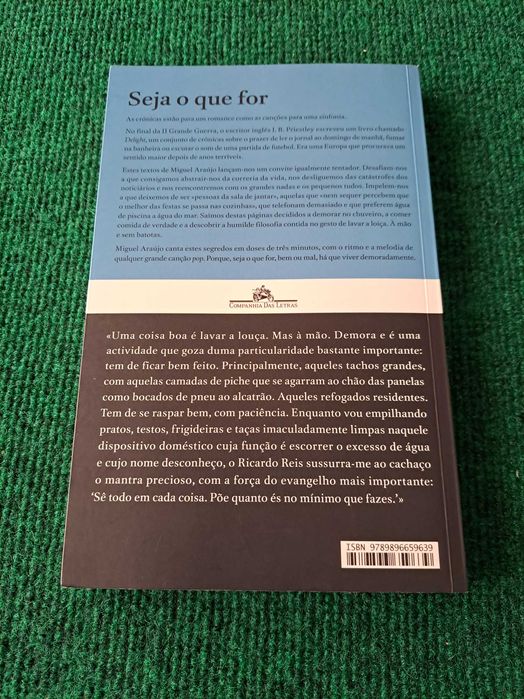 Seja o que for
As crónicas estão para um romance como as canções para uma sinfonia.
No final da II Grande Guerra, o escritor inglês J. B. Priestley escreveu um livro chamado
Delight, um conjunto de crónicas sobre o prazer de ler o jornal ao domingo de manhã, fumar
na banheira ou escutar o som de uma partida de futebol. Era uma Europa que procurava um
sentido maior depois de anos terríveis.
Estes textos de Miguel Araújo lançam-nos um convite igualmente tentador. Desafiam-nos
a que consigamos abstrair-nos da correria da vida, nos desliguemos das catástrofes dos
noticiários e nos reencontremos com os grandes nadas e os pequenos tudos. Impelem-nos
a que deixemos de ser «pessoas da sala de jantar», aquelas que «nem sequer percebem que
o melhor das festas se passa nas cozinhas», que telefonam demasiado e que preferem água
de piscina a água do mar. Saímos destas páginas decididos a demorar no chuveiro, a comer
comida de verdade e a descobrir a humilde filosofia contida no gesto de lavar a loiça. À mão
e sem batotas.
Miguel Araújo canta estes segredos em doses de três minutos, com o ritmo e a melodia de
qualquer grande canção pop. Porque, seja o que for, bem ou mal, há que viver demoradamente.
COMPANHIA DAS LETRAS
«Uma coisa boa é lavar a louça. Mas à mão. Demora e é uma
actividade que goza duma particularidade bastante importante:
tem de ficar bem feito. Principalmente, aqueles tachos grandes,
com aquelas camadas de piche que se agarram ao chão das panelas
como bocados de pneu ao alcatrão. Aqueles refogados residentes.
Tem de se raspar bem, com paciência. Enquanto vou empilhando
pratos, testos, frigideiras e taças imaculadamente limpas naquele
dispositivo doméstico cuja função é escorrer o excesso de água
e cujo nome desconheço, o Ricardo Reis sussurra-me ao cachaço
o mantra precioso, com a força do evangelho mais importante:
'Sê todo em cada coisa. Põe quanto és no mínimo que fazes.'»
ISBN 9789896659639